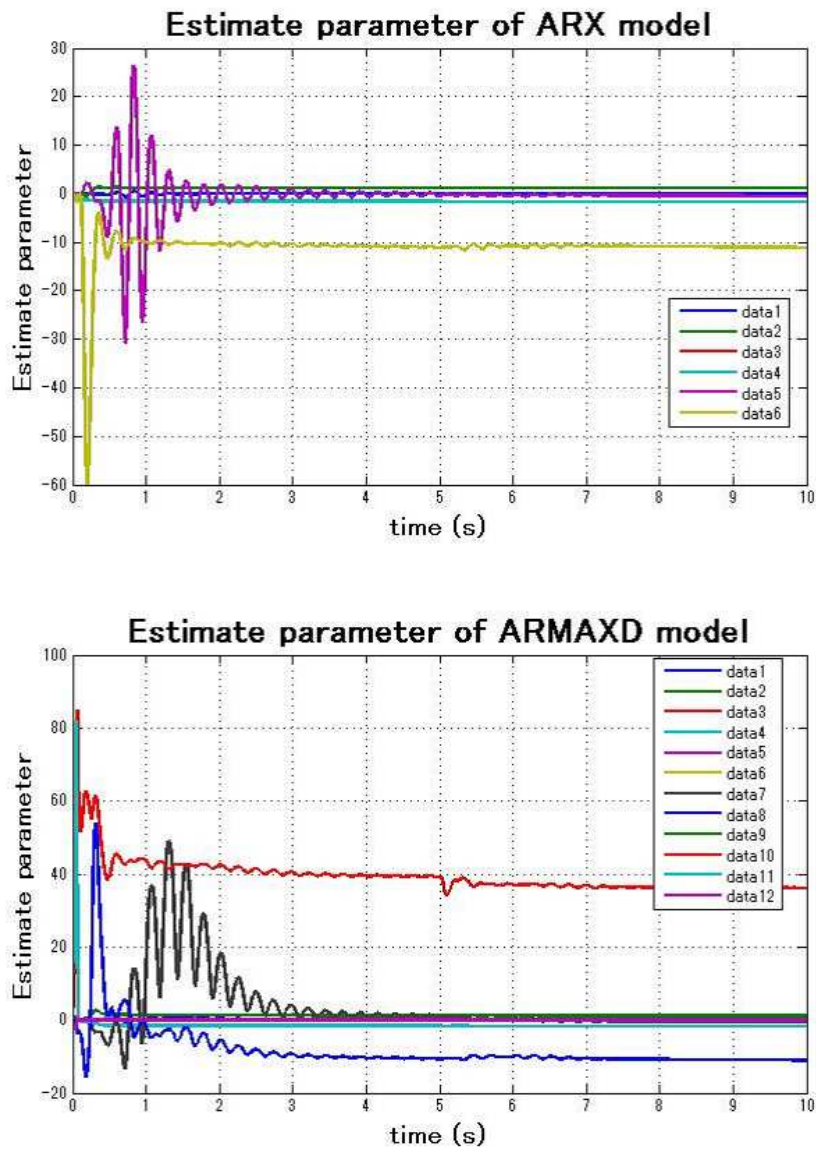 Estimate parameter of ARX model
Estimate parameter
30
20
10
0
-10
-20
-30
-40
-50
-60
0 1 2 3 4 5 6 7 8 9 10
time (s)
data1
data2
data3
data4
data5
data6
Estimate parameter of ARMAXD model
Estimate parameter
100
80
60
40
20
0
-20
0 1 2 3 4 5 6 7 8 9 10
time (s)
data1
data2
data3
data4
data5
data6
data7
data8
data9
data10
data11
data12